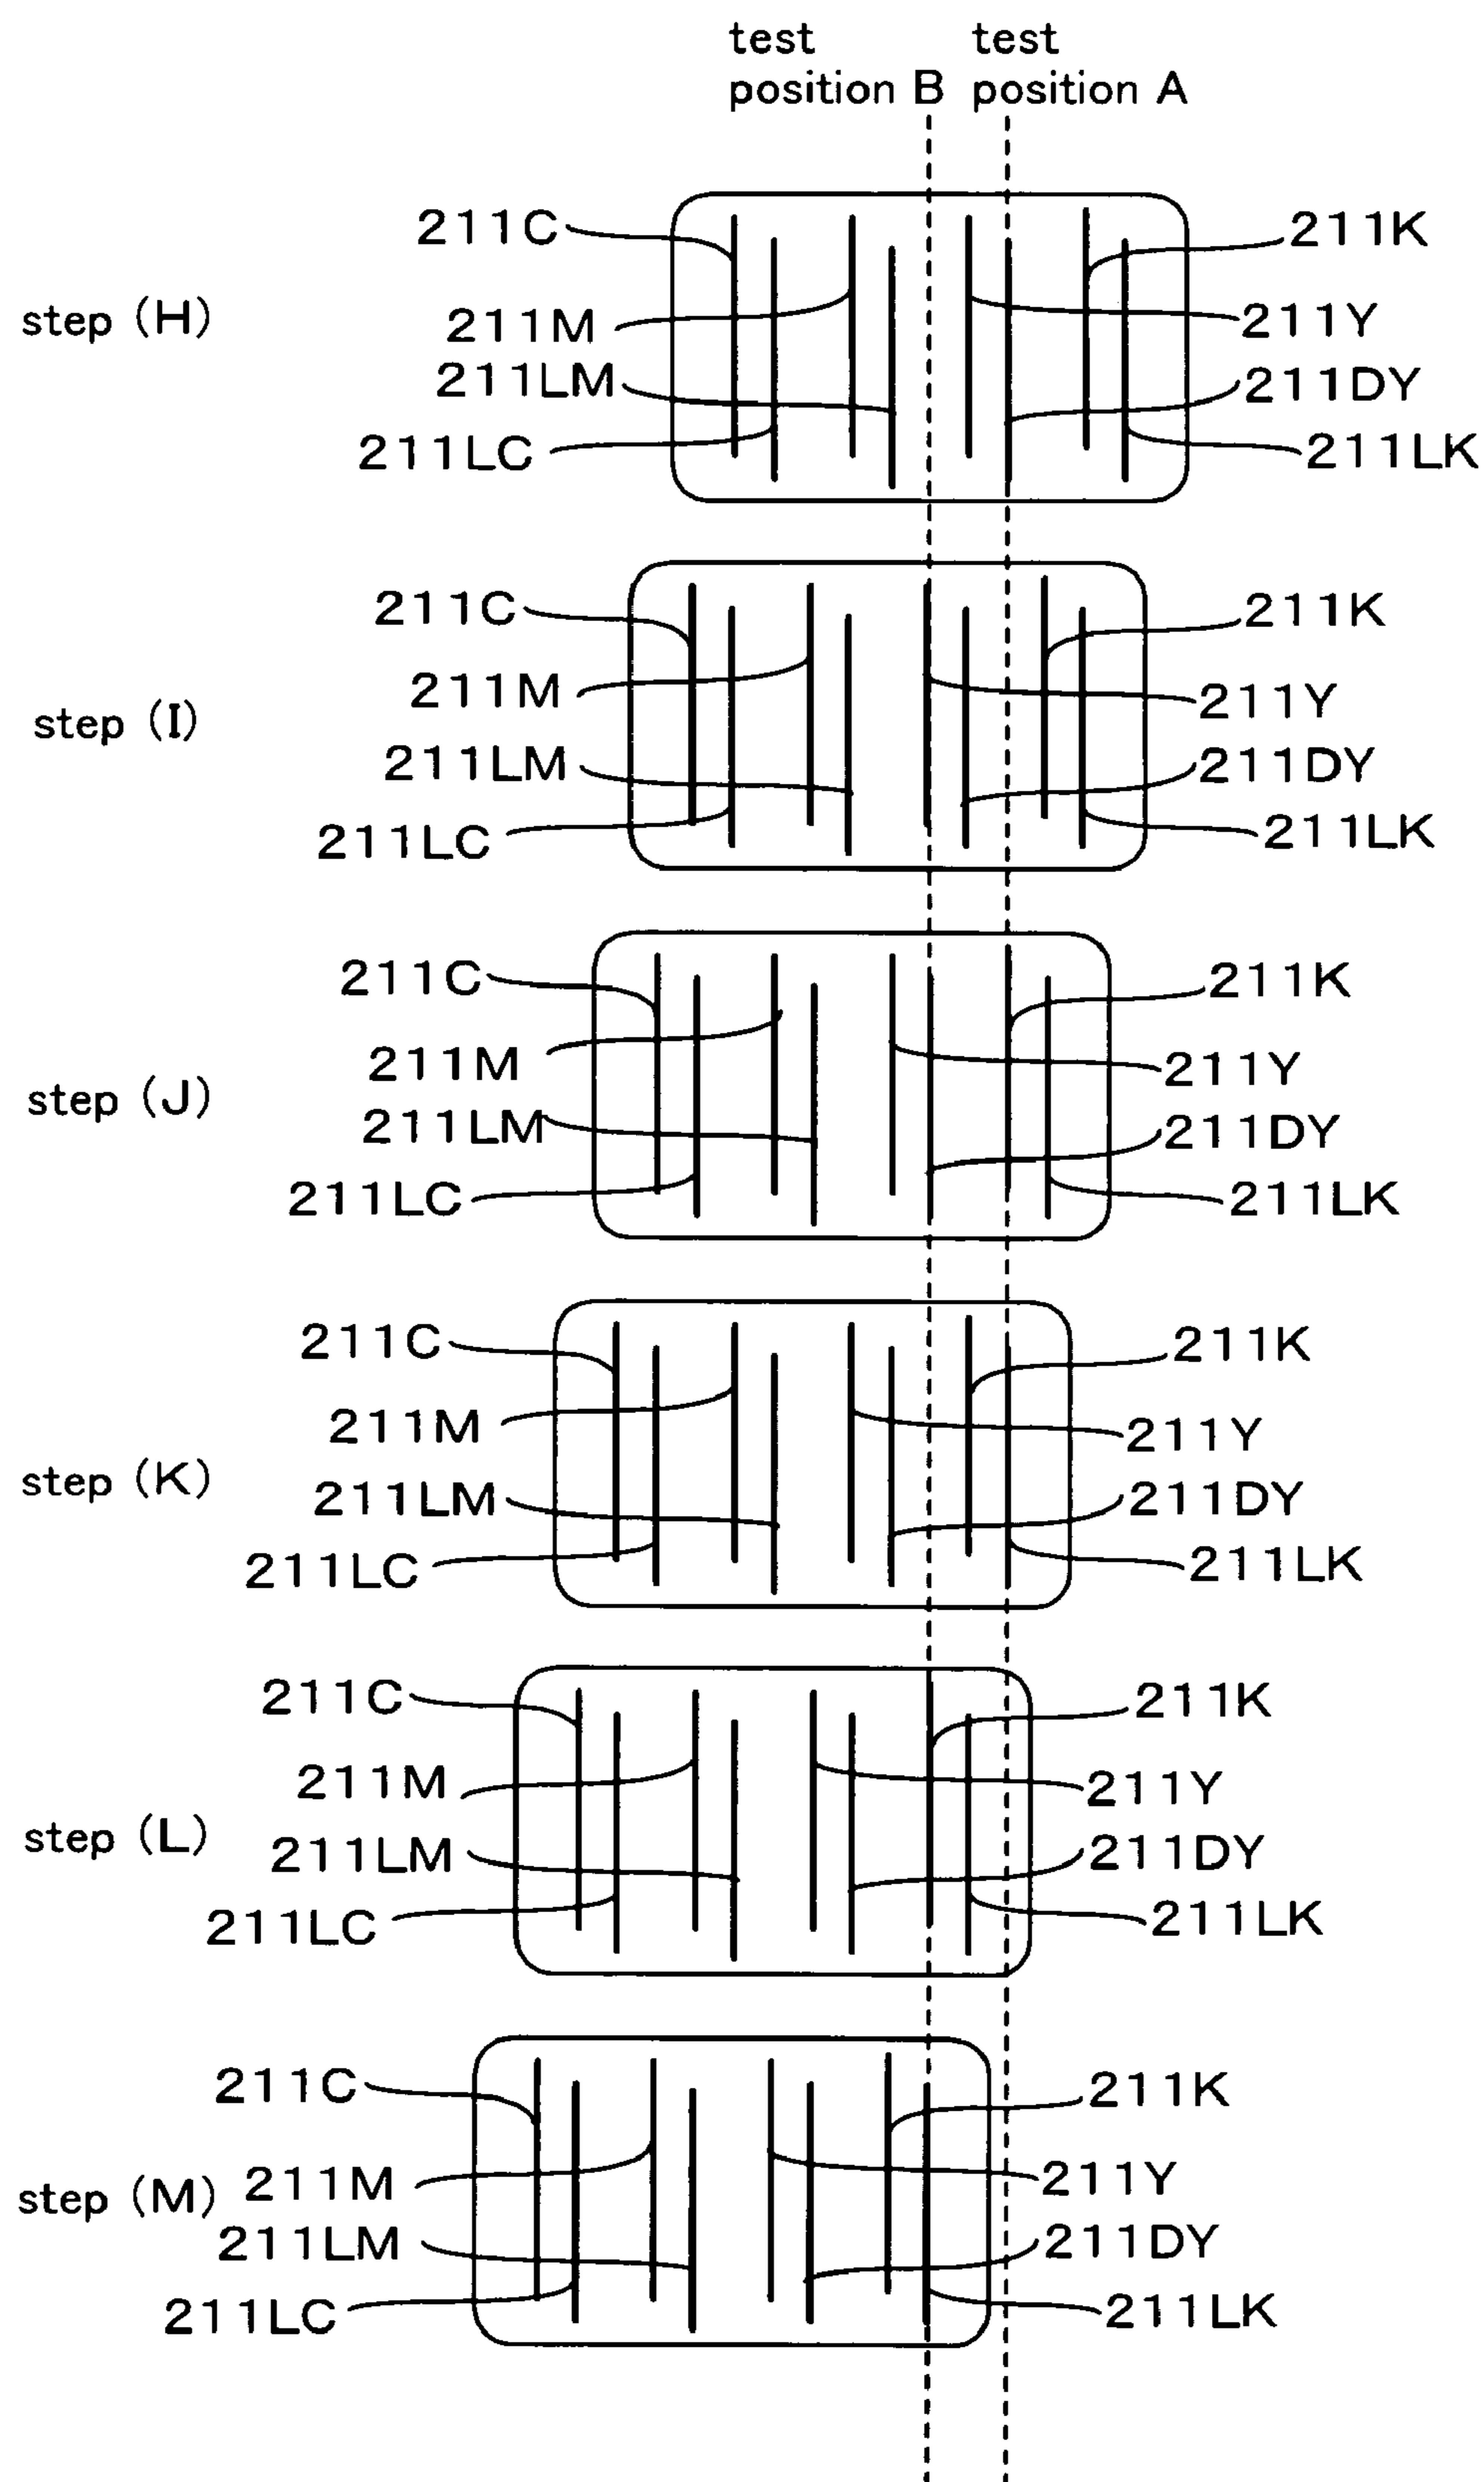 test
position B
test
position A
step (H)
211C
211M
211LM
211LC
211K
211Y
211DY
211LK
step (I)
211C
211M
211LM
211LC
211K
211Y
211DY
211LK
step (J)
211C
211M
211LM
211LC
211K
211Y
211DY
211LK
step (K)
211C
211M
211LM
211LC
211K
211Y
211DY
211LK
step (L)
211C
211M
211LM
211LC
211K
211Y
211DY
211LK
step (M)
211C
211M
211LM
211LC
211K
211Y
211DY
211LK